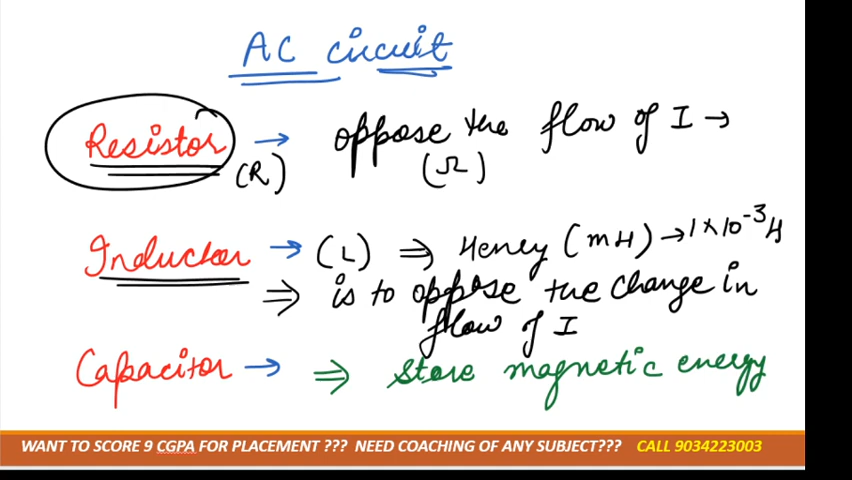 AC circuit
Resistor → oppose the flow of I →
(R) (Ω)
Inductor → (L) ⇒ Henry (mH) → 1 × 10⁻³ H
⇒ is to oppose the change in
flow of I
Capacitor → ⇒ store magnetic energy
WANT TO SCORE 9 CGPA FOR PLACEMENT ??? NEED COACHING OF ANY SUBJECT??? CALL 9034223003